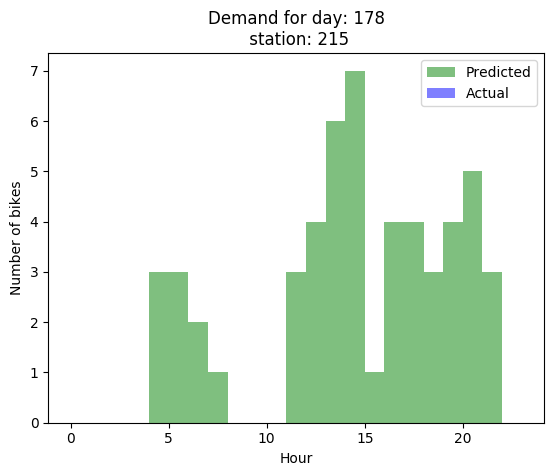 Demand for day: 178
station: 215
Predicted
Actual
Number of bikes
7
6
5
4
3
2
1
0
0 5 10 15 20
Hour